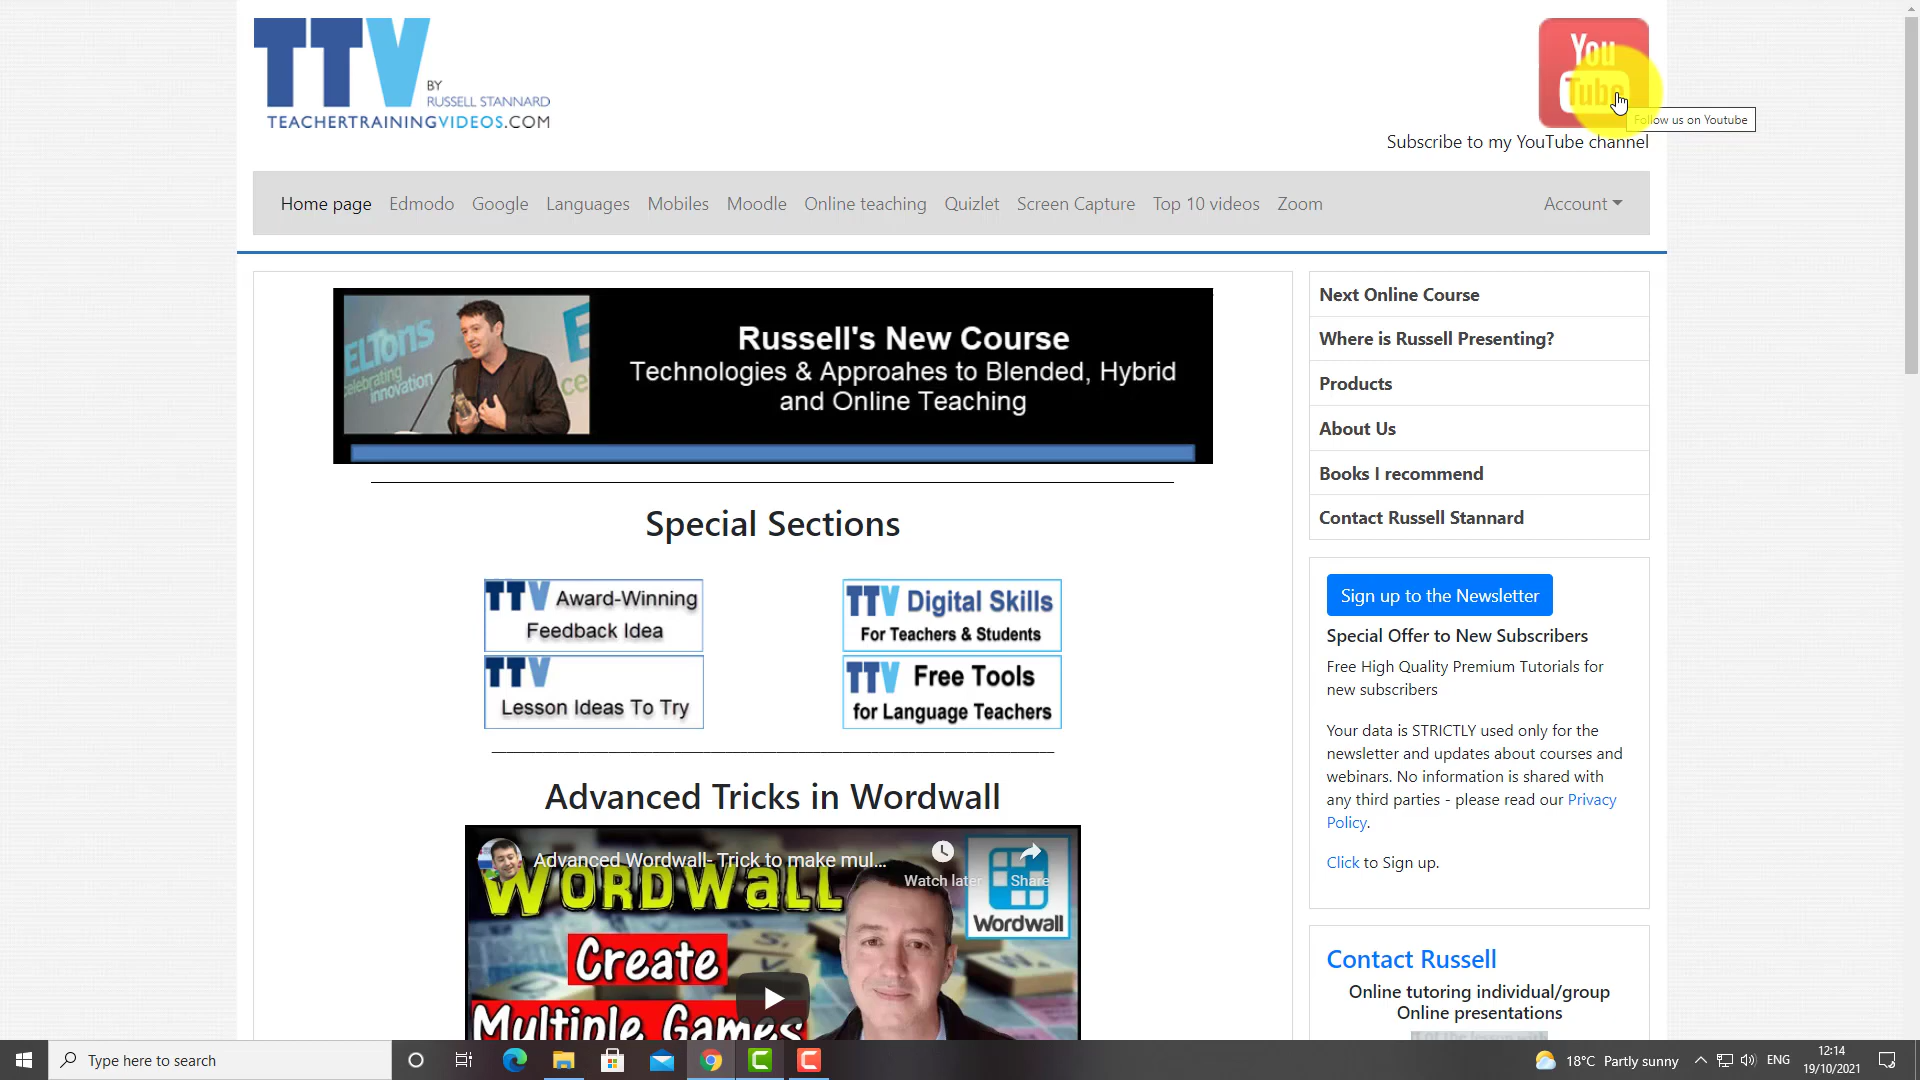 TTV
BY
RUSSELL STANNARD
TEACHERTRAININGVIDEOS.COM
You
Tube
Follow us on Youtube
Subscribe to my YouTube channel
Home page Edmodo Google Languages Mobiles Moodle Online teaching Quizlet Screen Capture Top 10 videos Zoom Account
ELTons
celebrating
innovation
Russell's New Course
Technologies & Approahes to Blended, Hybrid
and Online Teaching
Special Sections
TTV Award-Winning
Feedback Idea
TTV Digital Skills
For Teachers & Students
TTV
Lesson Ideas To Try
TTV Free Tools
for Language Teachers
Advanced Tricks in Wordwall
Advanced Wordwall- Trick to make mul...
Watch later
Share
WORDWALL
Wordwall
Create
Multiple Games
Next Online Course
Where is Russell Presenting?
Products
About Us
Books I recommend
Contact Russell Stannard
Sign up to the Newsletter
Special Offer to New Subscribers
Free High Quality Premium Tutorials for
new subscribers
Your data is STRICTLY used only for the
newsletter and updates about courses and
webinars. No information is shared with
any third parties - please read our Privacy
Policy.
Click to Sign up.
Contact Russell
Online tutoring individual/group
Online presentations
Type here to search
18°C Partly sunny
ENG
12:14
19/10/2021